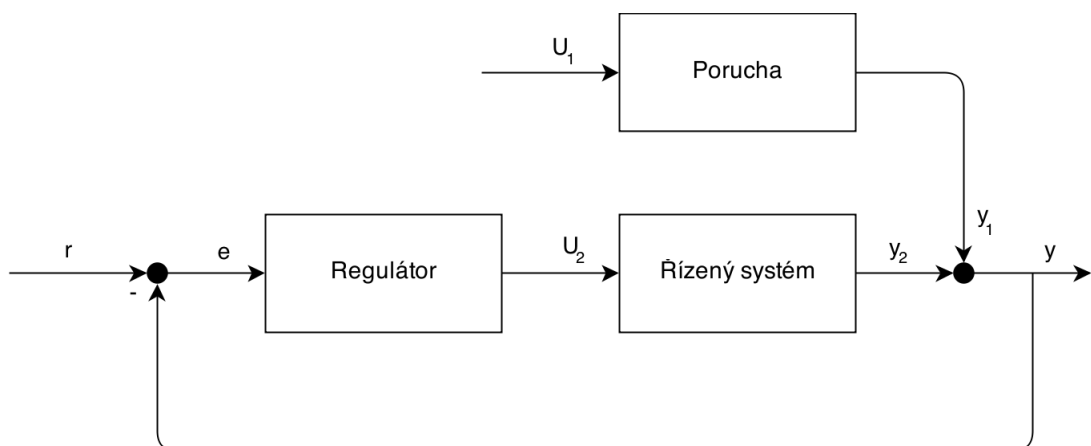 U₁
Porucha
y₁
r
-
e
Regulátor
U₂
Řízený systém
y₂
y